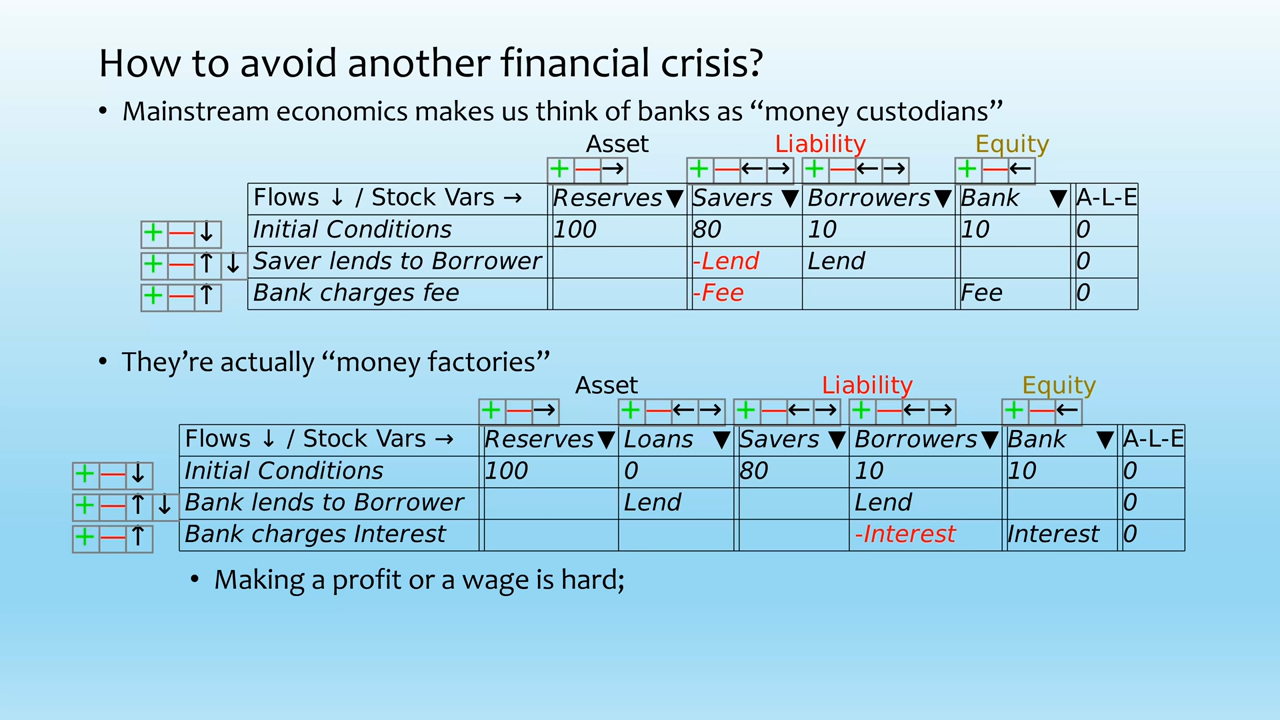 How to avoid another financial crisis?
• Mainstream economics makes us think of banks as “money custodians”
Asset Liability Equity
+ — → + — ← → + — ← → + — ←
Flows ↓ / Stock Vars → Reserves ▼ Savers ▼ Borrowers ▼ Bank ▼ A-L-E
+ — ↓ Initial Conditions 100 80 10 10 0
+ — ↑ ↓ Saver lends to Borrower -Lend Lend 0
+ — ↑ Bank charges fee -Fee Fee 0
• They’re actually “money factories”
Asset Liability Equity
+ — → + — ← → + — ← → + — ← → + — ←
Flows ↓ / Stock Vars → Reserves ▼ Loans ▼ Savers ▼ Borrowers ▼ Bank ▼ A-L-E
+ — ↓ Initial Conditions 100 0 80 10 10 0
+ — ↑ ↓ Bank lends to Borrower Lend Lend 0
+ — ↑ Bank charges Interest -Interest Interest 0
• Making a profit or a wage is hard;